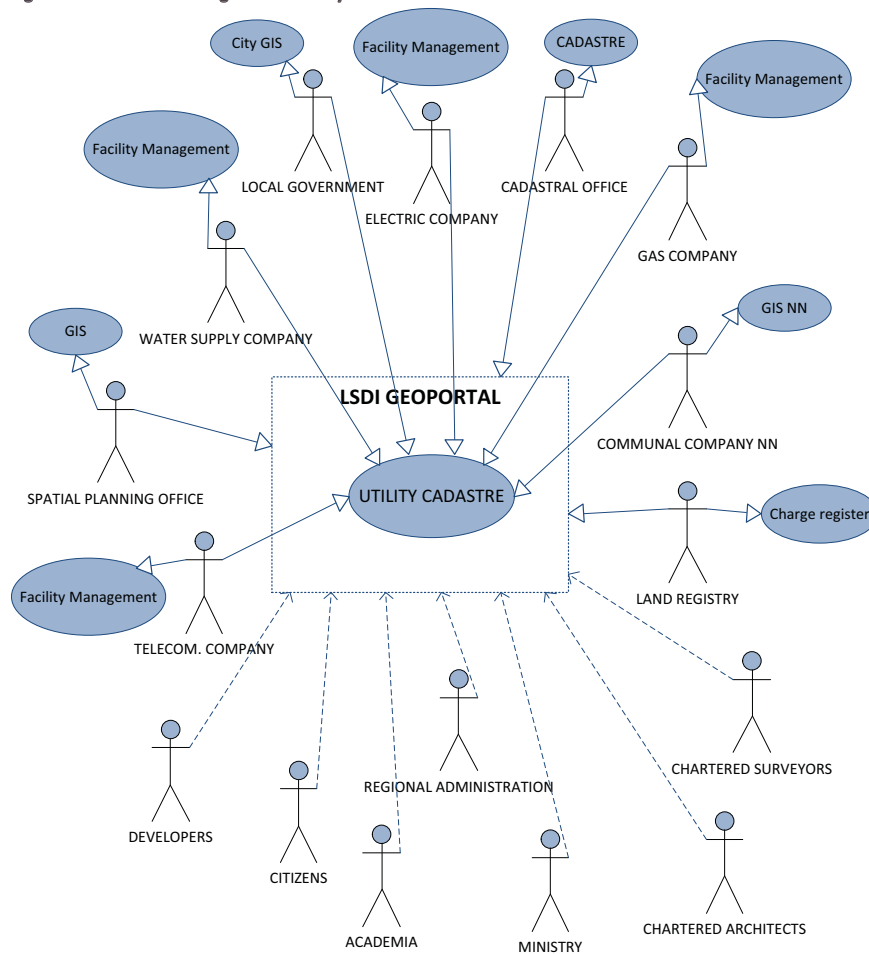 City GIS
Facility Management
CADASTRE
Facility Management
Facility Management
LOCAL GOVERNMENT
ELECTRIC COMPANY
CADASTRAL OFFICE
GAS COMPANY
GIS
WATER SUPPLY COMPANY
GIS NN
LSDI GEOPORTAL
COMMUNAL COMPANY NN
SPATIAL PLANNING OFFICE
UTILITY CADASTRE
Charge register
Facility Management
LAND REGISTRY
TELECOM. COMPANY
CHARTERED SURVEYORS
REGIONAL ADMINISTRATION
DEVELOPERS
CITIZENS
CHARTERED ARCHITECTS
ACADEMIA
MINISTRY